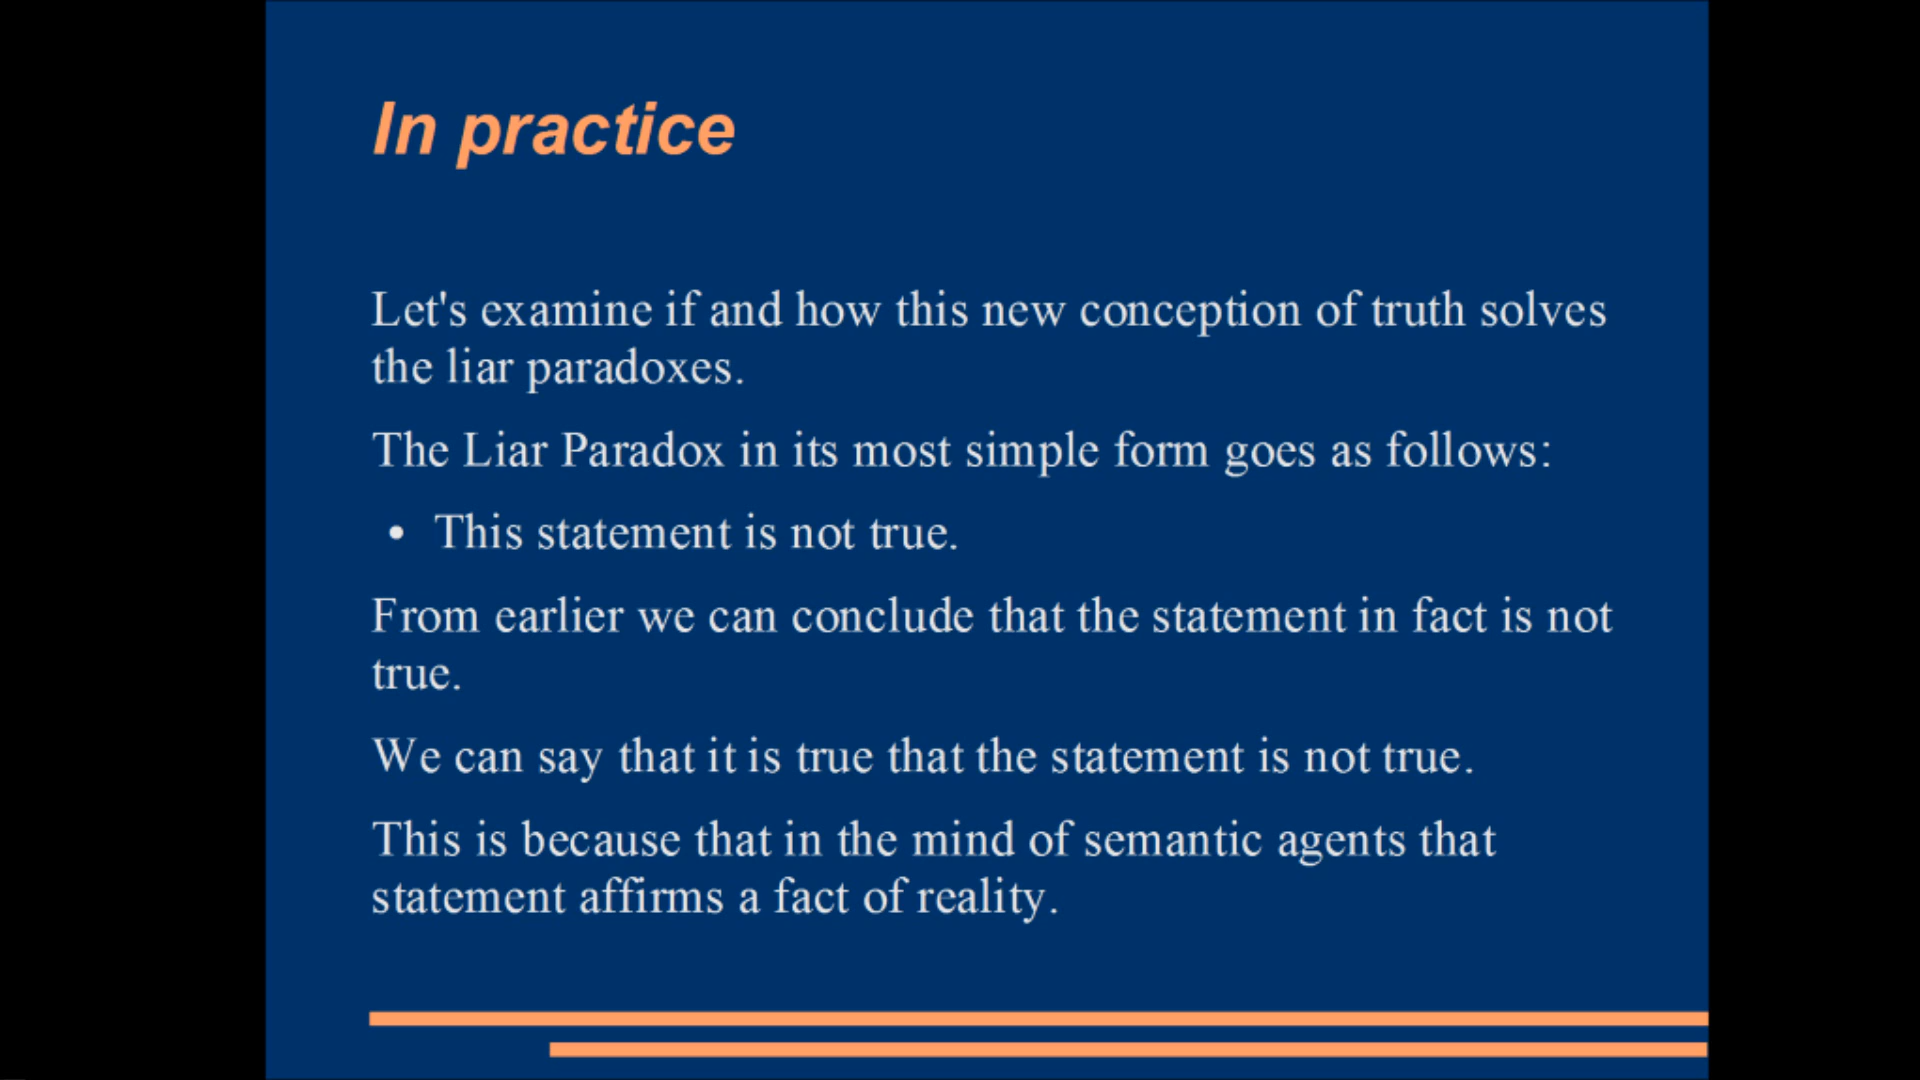 In practice
Let's examine if and how this new conception of truth solves
the liar paradoxes.
The Liar Paradox in its most simple form goes as follows:
• This statement is not true.
From earlier we can conclude that the statement in fact is not
true.
We can say that it is true that the statement is not true.
This is because that in the mind of semantic agents that
statement affirms a fact of reality.